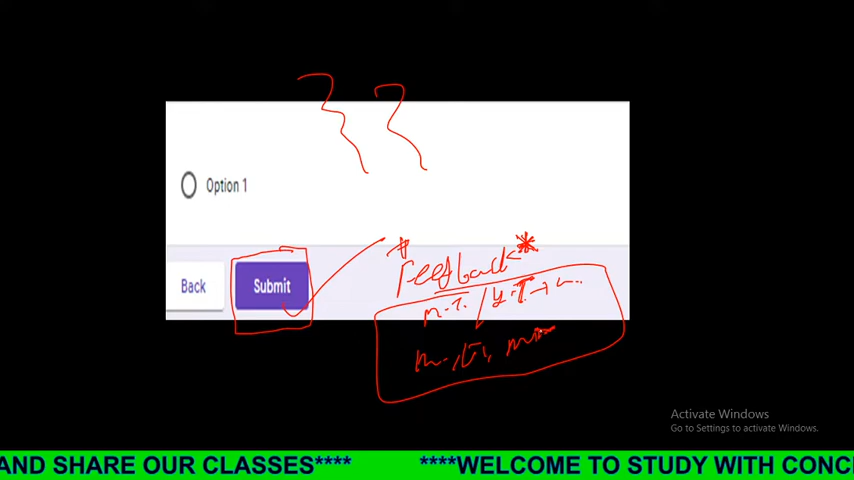 Option 1
Back
Submit
*Feedback*
Activate Windows
Go to Settings to activate Windows.
AND SHARE OUR CLASSES**** ****WELCOME TO STUDY WITH CONC